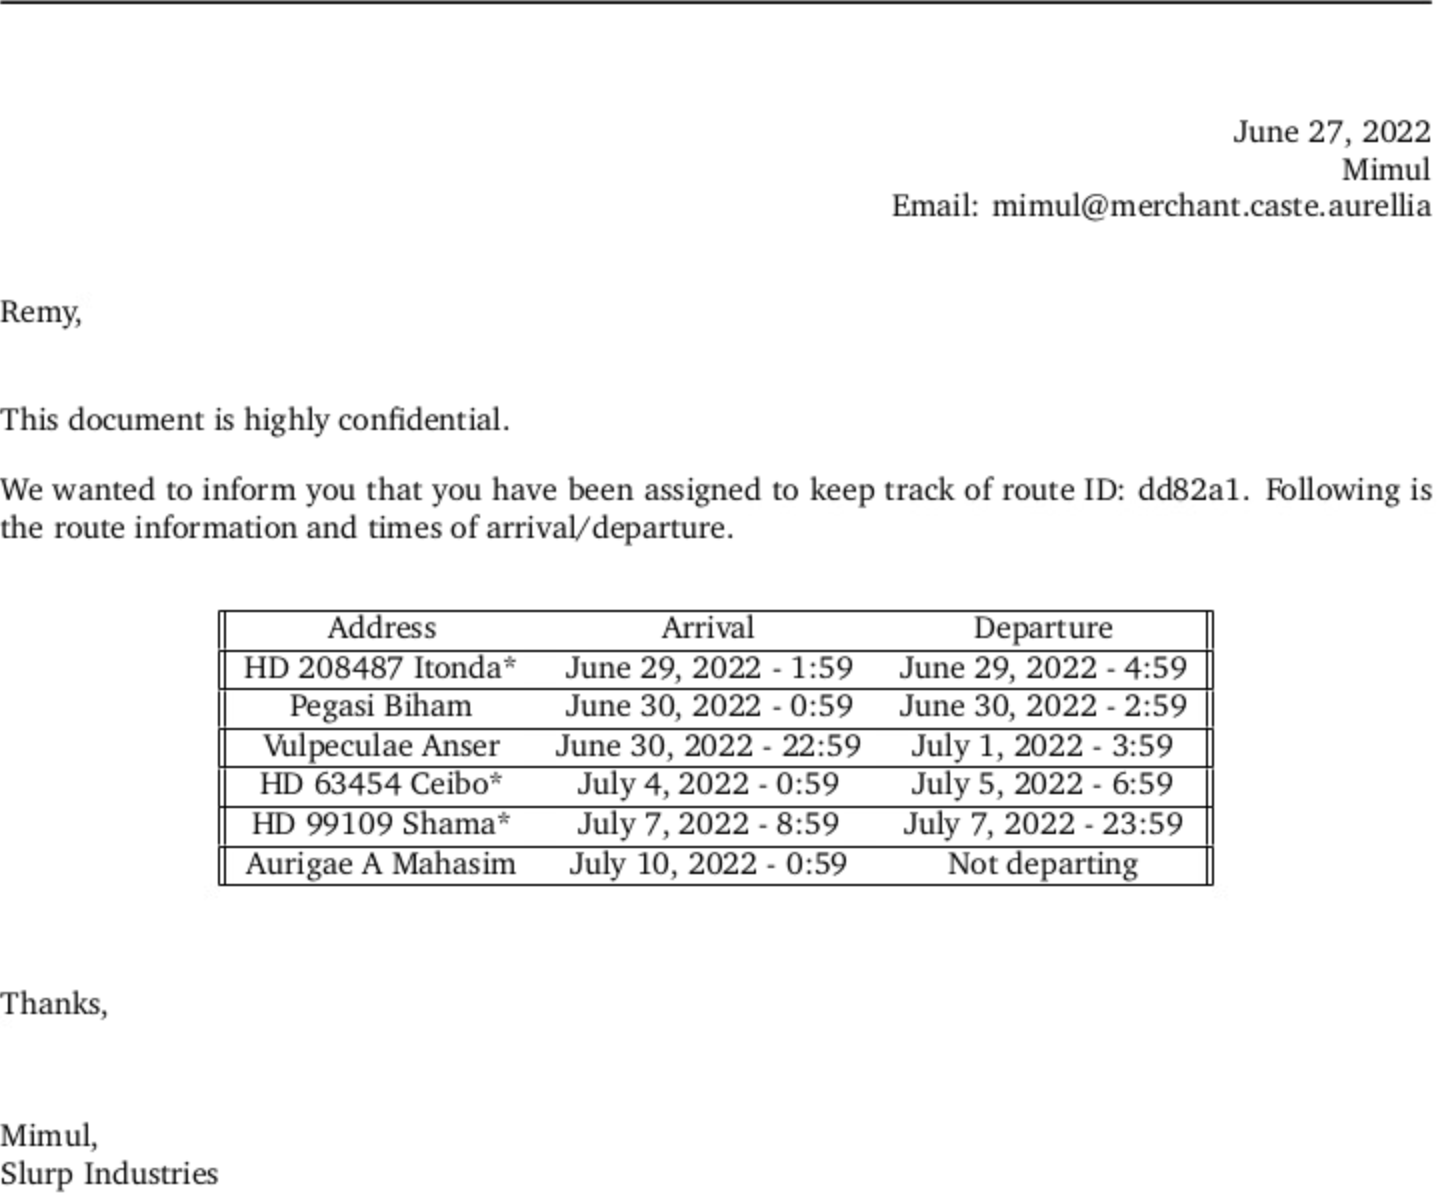 June 27, 2022
Mimul
Email: mimul@merchant.caste.aurellia
Remy,
This document is highly confidential.
We wanted to inform you that you have been assigned to keep track of route ID: dd82a1. Following is
the route information and times of arrival/departure.
Address Arrival Departure
HD 208487 Itonda* June 29, 2022 - 1:59 June 29, 2022 - 4:59
Pegasi Biham June 30, 2022 - 0:59 June 30, 2022 - 2:59
Vulpeculae Anser June 30, 2022 - 22:59 July 1, 2022 - 3:59
HD 63454 Ceibo* July 4, 2022 - 0:59 July 5, 2022 - 6:59
HD 99109 Shama* July 7, 2022 - 8:59 July 7, 2022 - 23:59
Aurigae A Mahasim July 10, 2022 - 0:59 Not departing
Thanks,
Mimul,
Slurp Industries